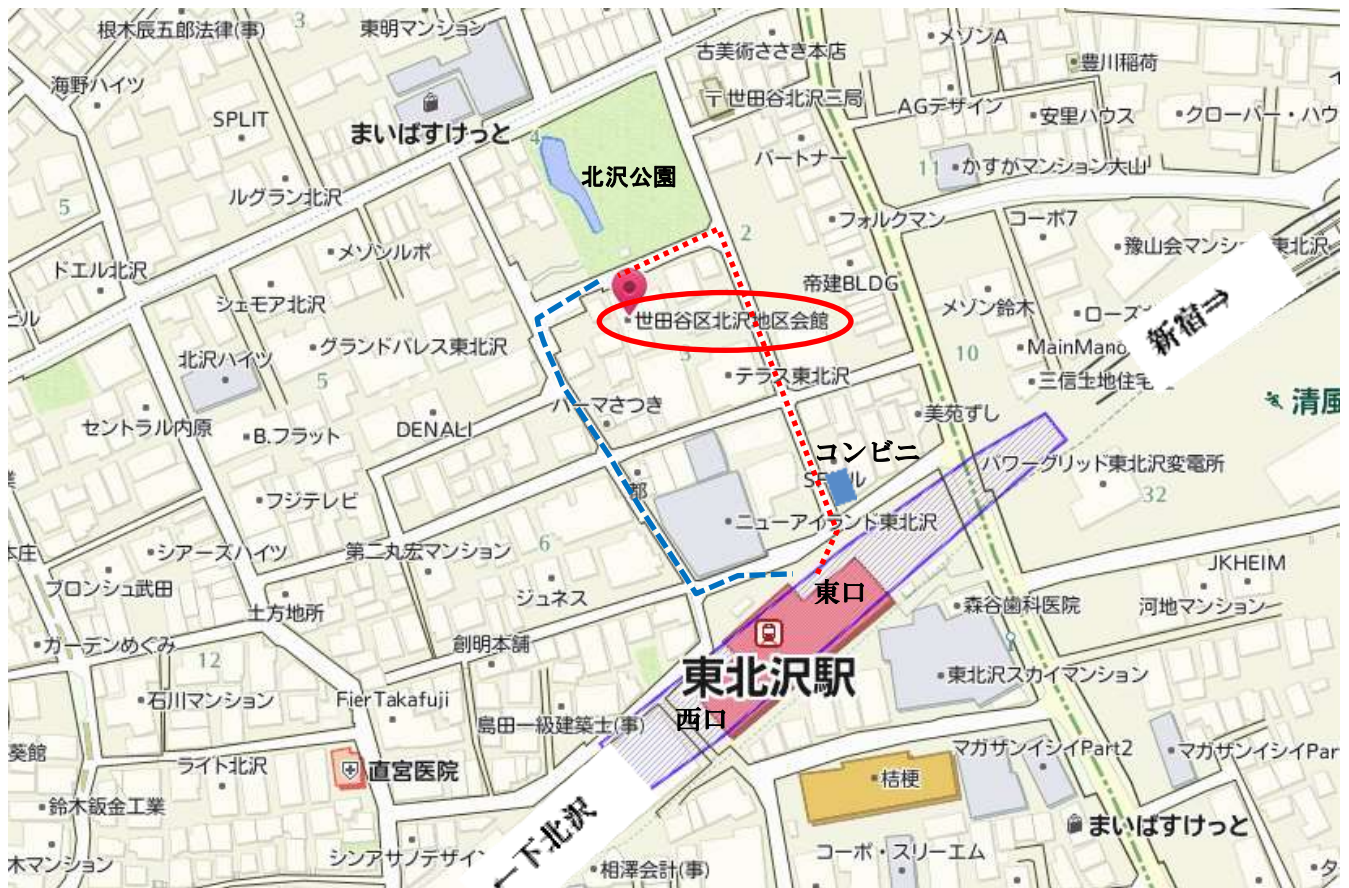 根木辰五郎法律(事)
3
東明マンション
古美術ささき本店
メゾンA
豊川稲荷
海野ハイツ
〒世田谷北沢三局
AGデザイン
安里ハウス
クローバー・ハウ
SPLIT
まいばすけっと
4
パートナー
11
かすがマンション大山
北沢公園
ルグラン北沢
5
フォルクマン
コーポ7
2
メゾンルポ
豫山会マンシ
東北沢
ドエル北沢
帝建BLDG
シェモア北沢
メゾン鈴木
ローズ
新宿⇒
世田谷区北沢地区会館
北沢ハイツ
グランドパレス東北沢
3
10
MainMano
5
テラス東北沢
三信土地住宅
清風
パーマさつき
美苑ずし
セントラル内原
B.フラット
DENALI
コンビニ
パワーグリッド東北沢変電所
都
32
フジテレビ
ニューアイランド東北沢
本庄
シアーズハイツ
第二丸宏マンション
6
JKHEIM
ブロンシュ武田
東口
土方地所
ジュネス
森谷歯科医院
河地マンション
ガーデンめぐみ
創明本舗
12
東北沢駅
東北沢スカイマンション
石川マンション
FierTakafuji
西口
島田一級建築士(事)
葵館
マガザンイシイPart2
マガザンイシイPar
ライト北沢
直宮医院
桔梗
鈴木鈑金工業
←下北沢
まいばすけっと
木マンション
シンアサノデザイン
コーポ・スリーエム
相澤会計(事)